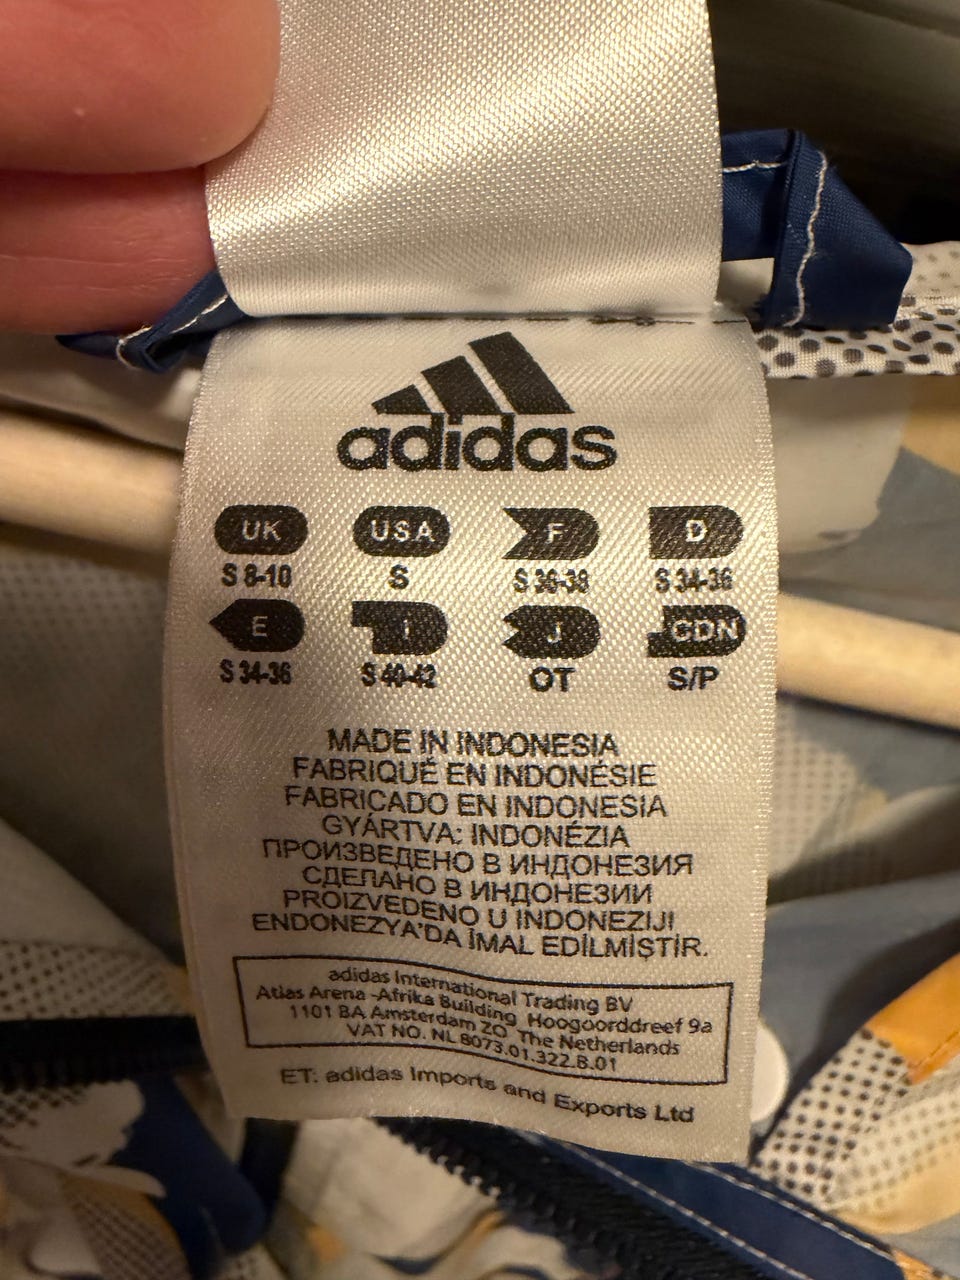 adidas
UK USA F D
S 8-10 S S 36-38 S 34-36
E I J CDN
S 34-36 S 40-42 OT S/P
MADE IN INDONESIA
FABRIQUÉ EN INDONÉSIE
FABRICADO EN INDONESIA
GYÁRTVA: INDONÉZIA
ПРОИЗВЕДЕНО В ИНДОНЕЗИЯ
СДЕЛАНО В ИНДОНЕЗИИ
PROIZVEDENO U INDONEZIJI
ENDONEZYA'DA İMAL EDİLMİŞTİR.
adidas International Trading BV
Atlas Arena -Afrika Building Hoogoorddreef 9a
1101 BA Amsterdam ZO The Netherlands
VAT NO. NL 8073.01.322.B.01
ET: adidas Imports and Exports Ltd